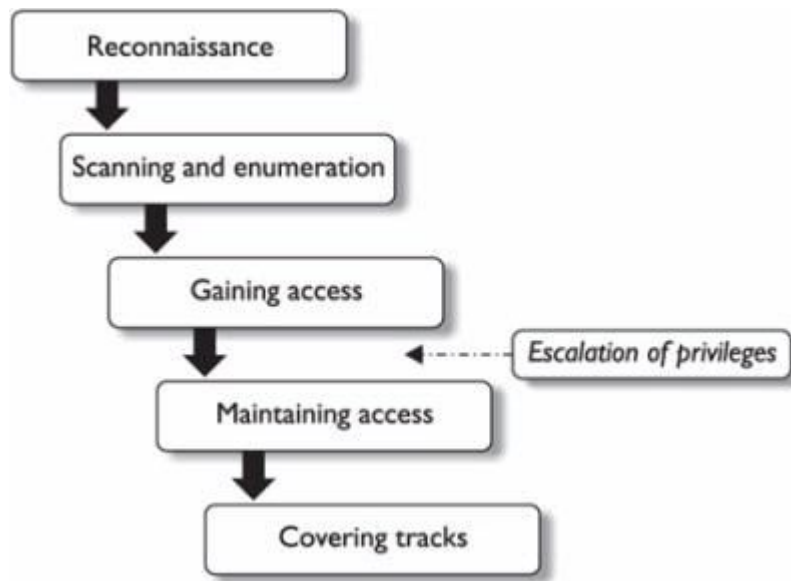 Reconnaissance
Scanning and enumeration
Gaining access
Escalation of privileges
Maintaining access
Covering tracks